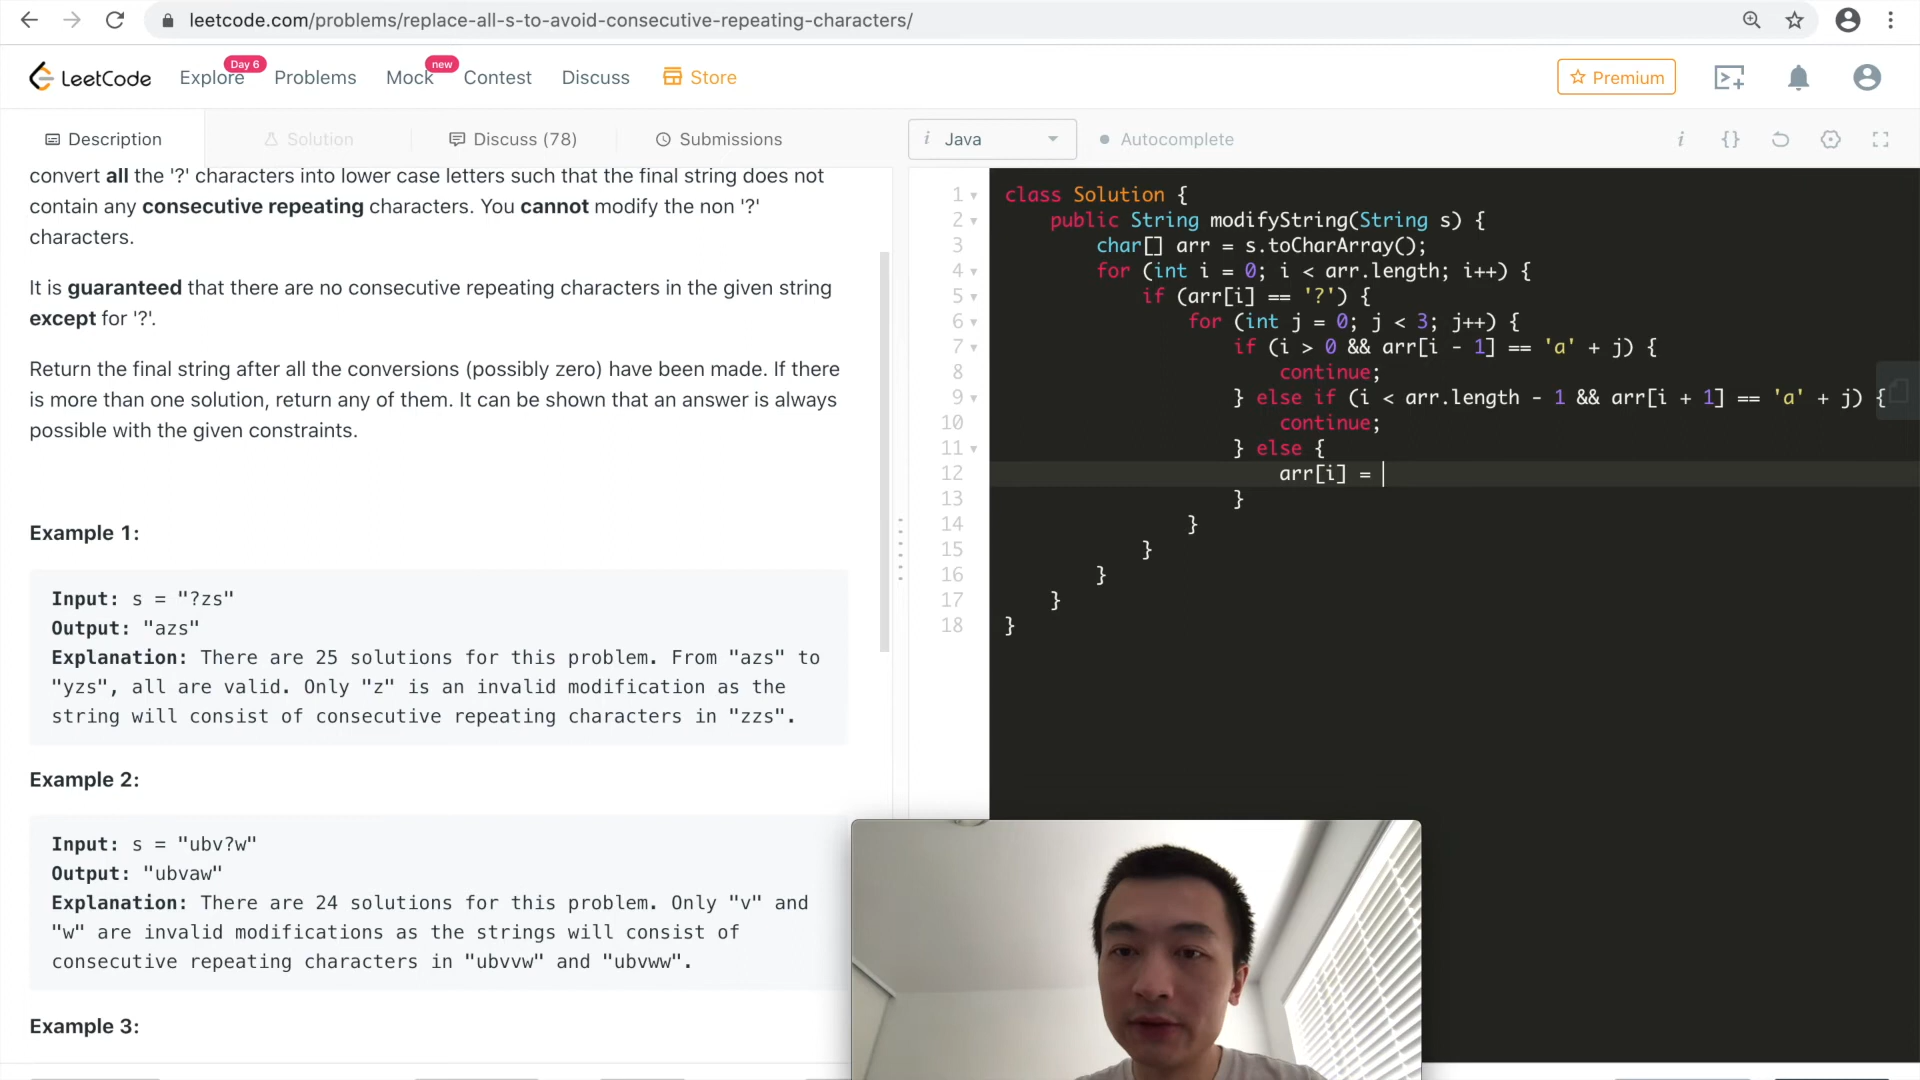 leetcode.com/problems/replace-all-s-to-avoid-consecutive-repeating-characters/
LeetCode
Explore
Day 6
Problems
Mock
new
Contest
Discuss
Store
Premium
Description
Solution
Discuss (78)
Submissions
i Java
Autocomplete
i {}
convert all the '?' characters into lower case letters such that the final string does not
contain any consecutive repeating characters. You cannot modify the non '?'
characters.
It is guaranteed that there are no consecutive repeating characters in the given string
except for '?'.
Return the final string after all the conversions (possibly zero) have been made. If there
is more than one solution, return any of them. It can be shown that an answer is always
possible with the given constraints.
Example 1:
Input: s = "?zs"
Output: "azs"
Explanation: There are 25 solutions for this problem. From "azs" to
"yzs", all are valid. Only "z" is an invalid modification as the
string will consist of consecutive repeating characters in "zzs".
Example 2:
Input: s = "ubv?w"
Output: "ubvaw"
Explanation: There are 24 solutions for this problem. Only "v" and
"w" are invalid modifications as the strings will consist of
consecutive repeating characters in "ubvvw" and "ubvww".
Example 3:
1 class Solution {
2 public String modifyString(String s) {
3 char[] arr = s.toCharArray();
4 for (int i = 0; i < arr.length; i++) {
5 if (arr[i] == '?') {
6 for (int j = 0; j < 3; j++) {
7 if (i > 0 && arr[i - 1] == 'a' + j) {
8 continue;
9 } else if (i < arr.length - 1 && arr[i + 1] == 'a' + j) {
10 continue;
11 } else {
12 arr[i] =
13 }
14 }
15 }
16 }
17 }
18 }